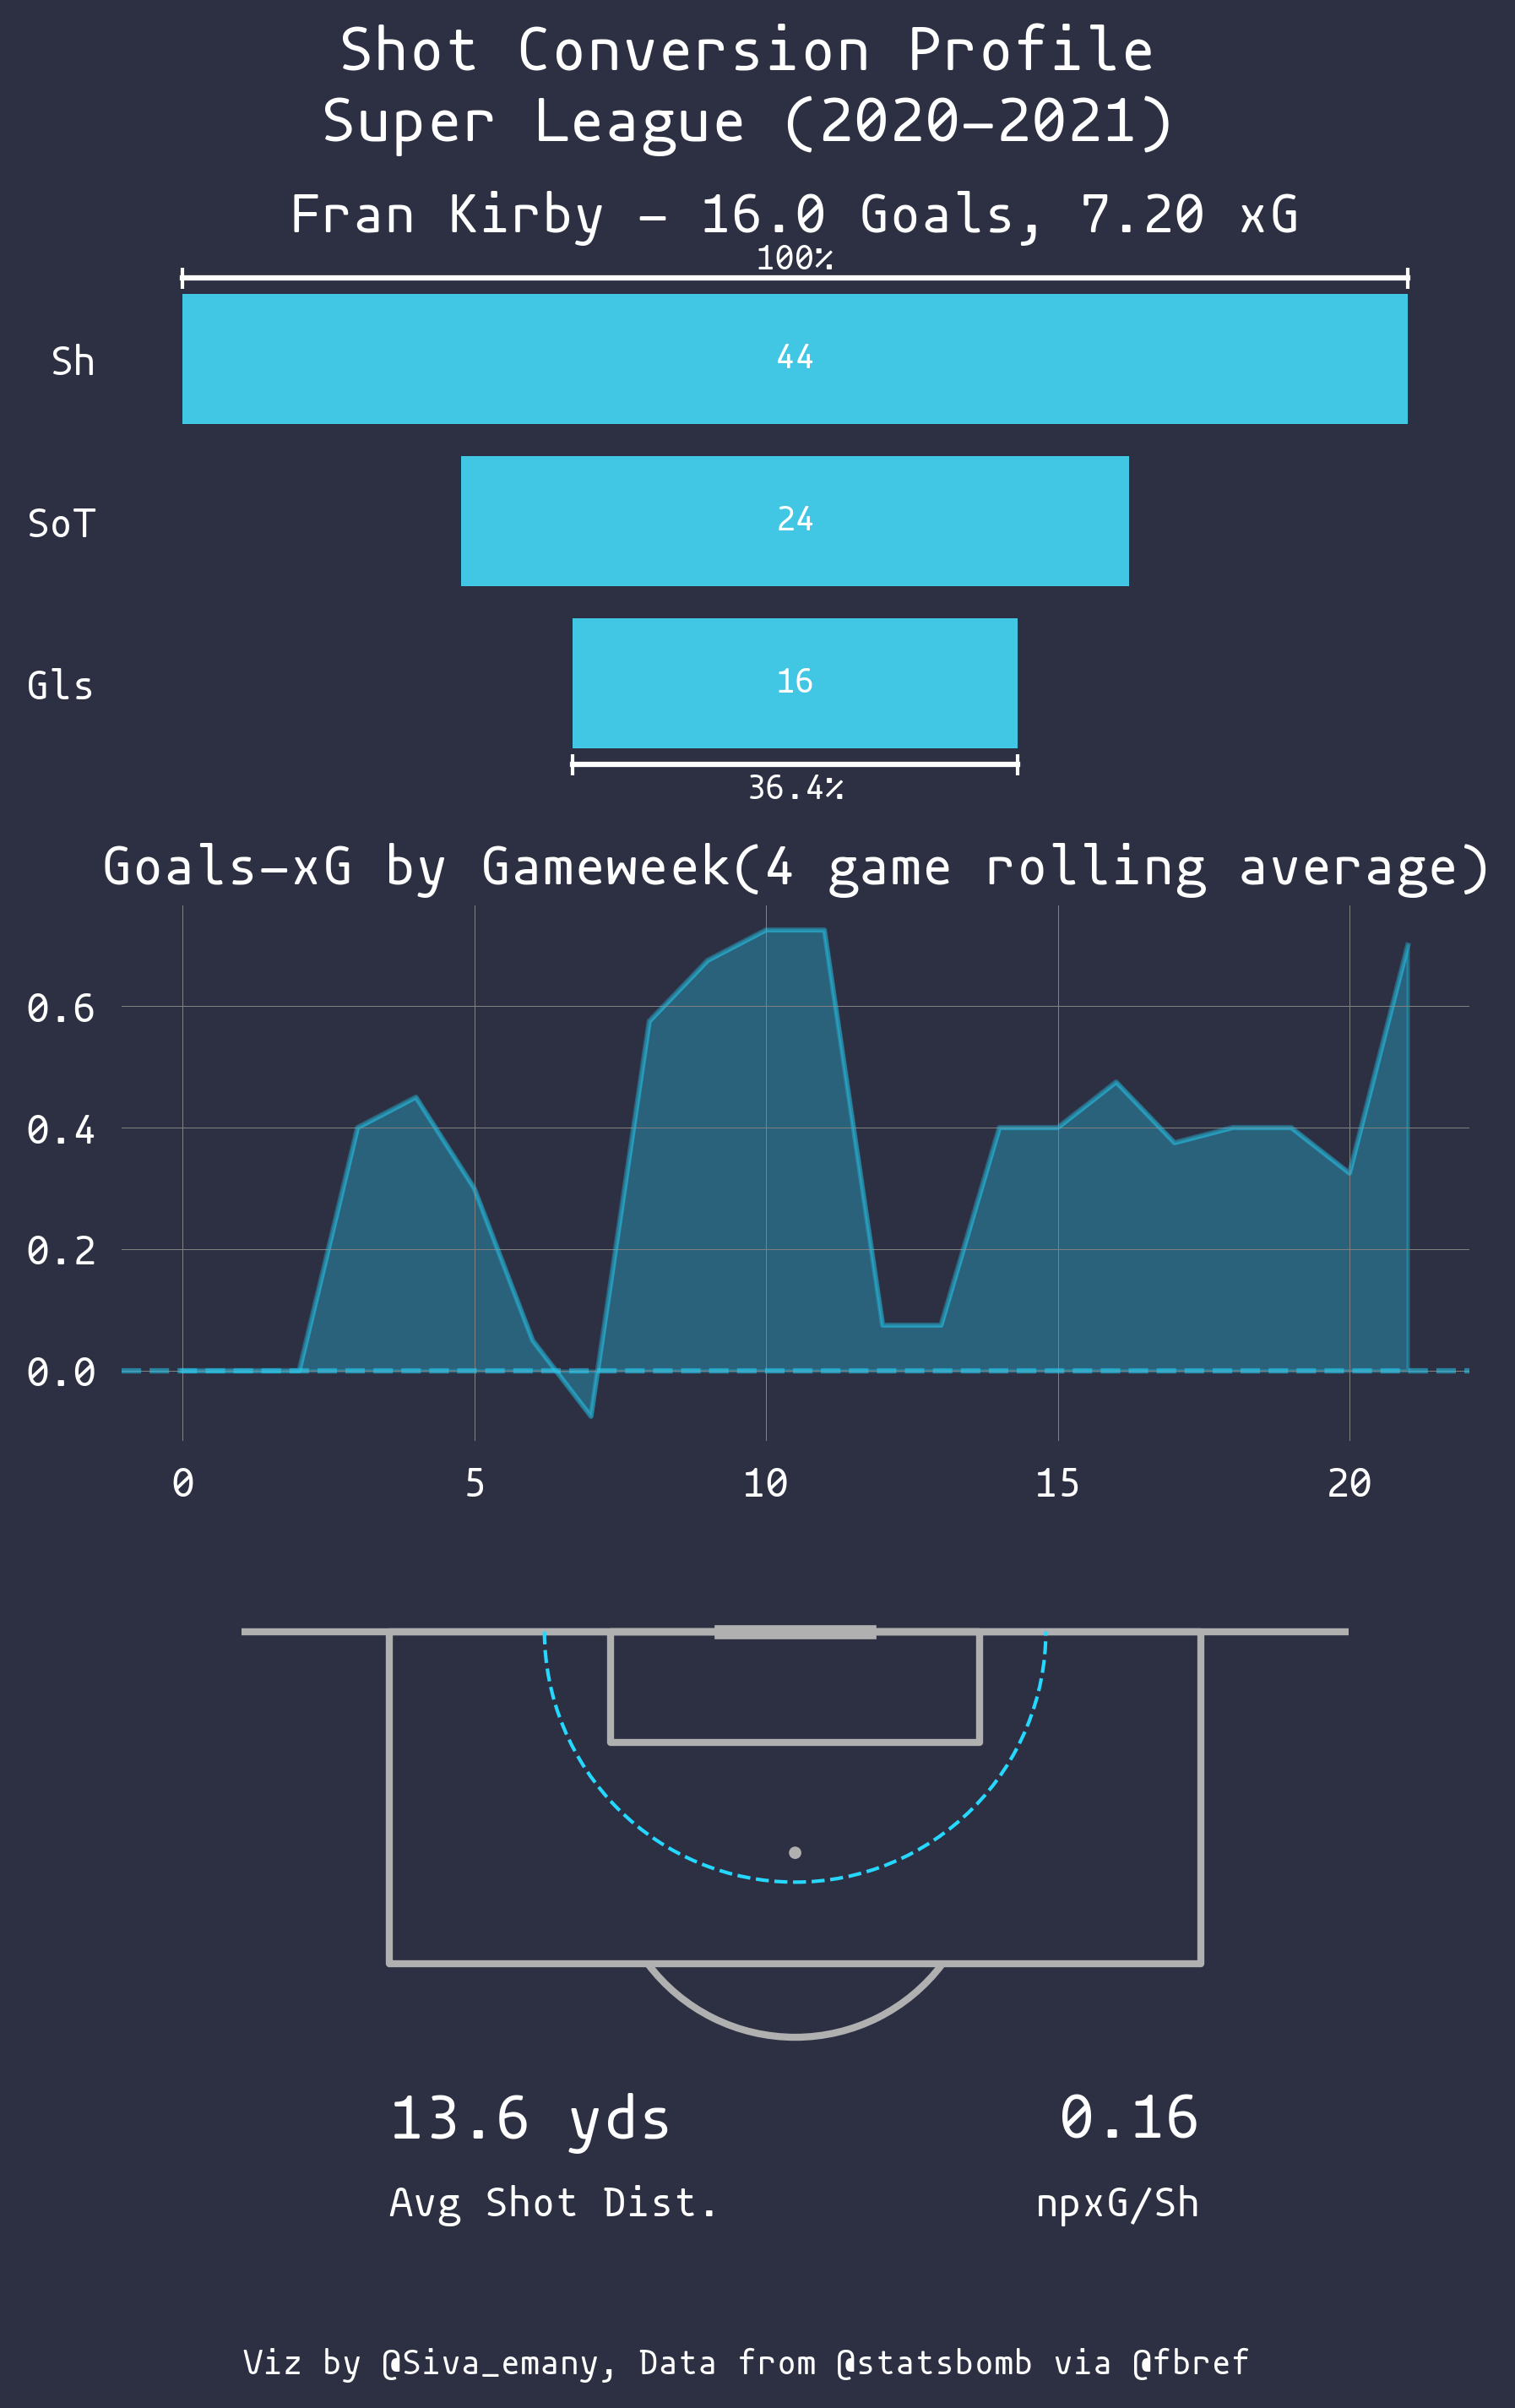 Shot Conversion Profile
Super League (2020-2021)
Fran Kirby - 16.0 Goals, 7.20 xG
100%
Sh
44
SoT
24
Gls
16
36.4%
Goals-xG by Gameweek(4 game rolling average)
0.6
0.4
0.2
0.0
0 5 10 15 20
13.6 yds 0.16
Avg Shot Dist. npxG/Sh
Viz by @Siva_emany, Data from @statsbomb via @fbref